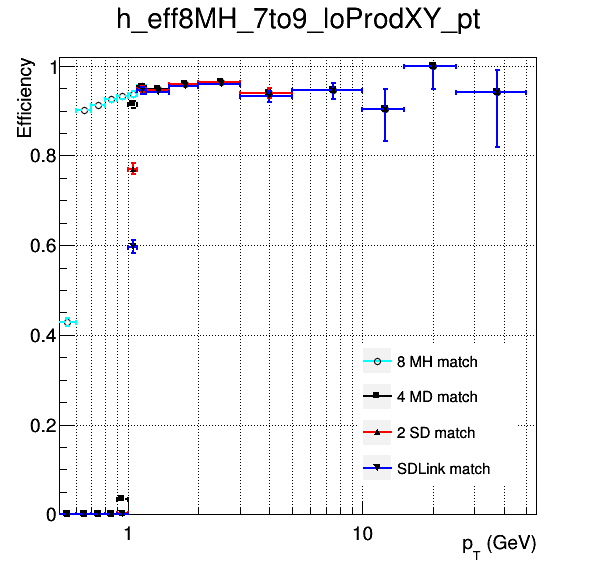 h_eff8MH_7to9_loProdXY_pt
Efficiency
1
0.8
0.6
0.4
0.2
0
8 MH match
4 MD match
2 SD match
SDLink match
1
10
p_T (GeV)